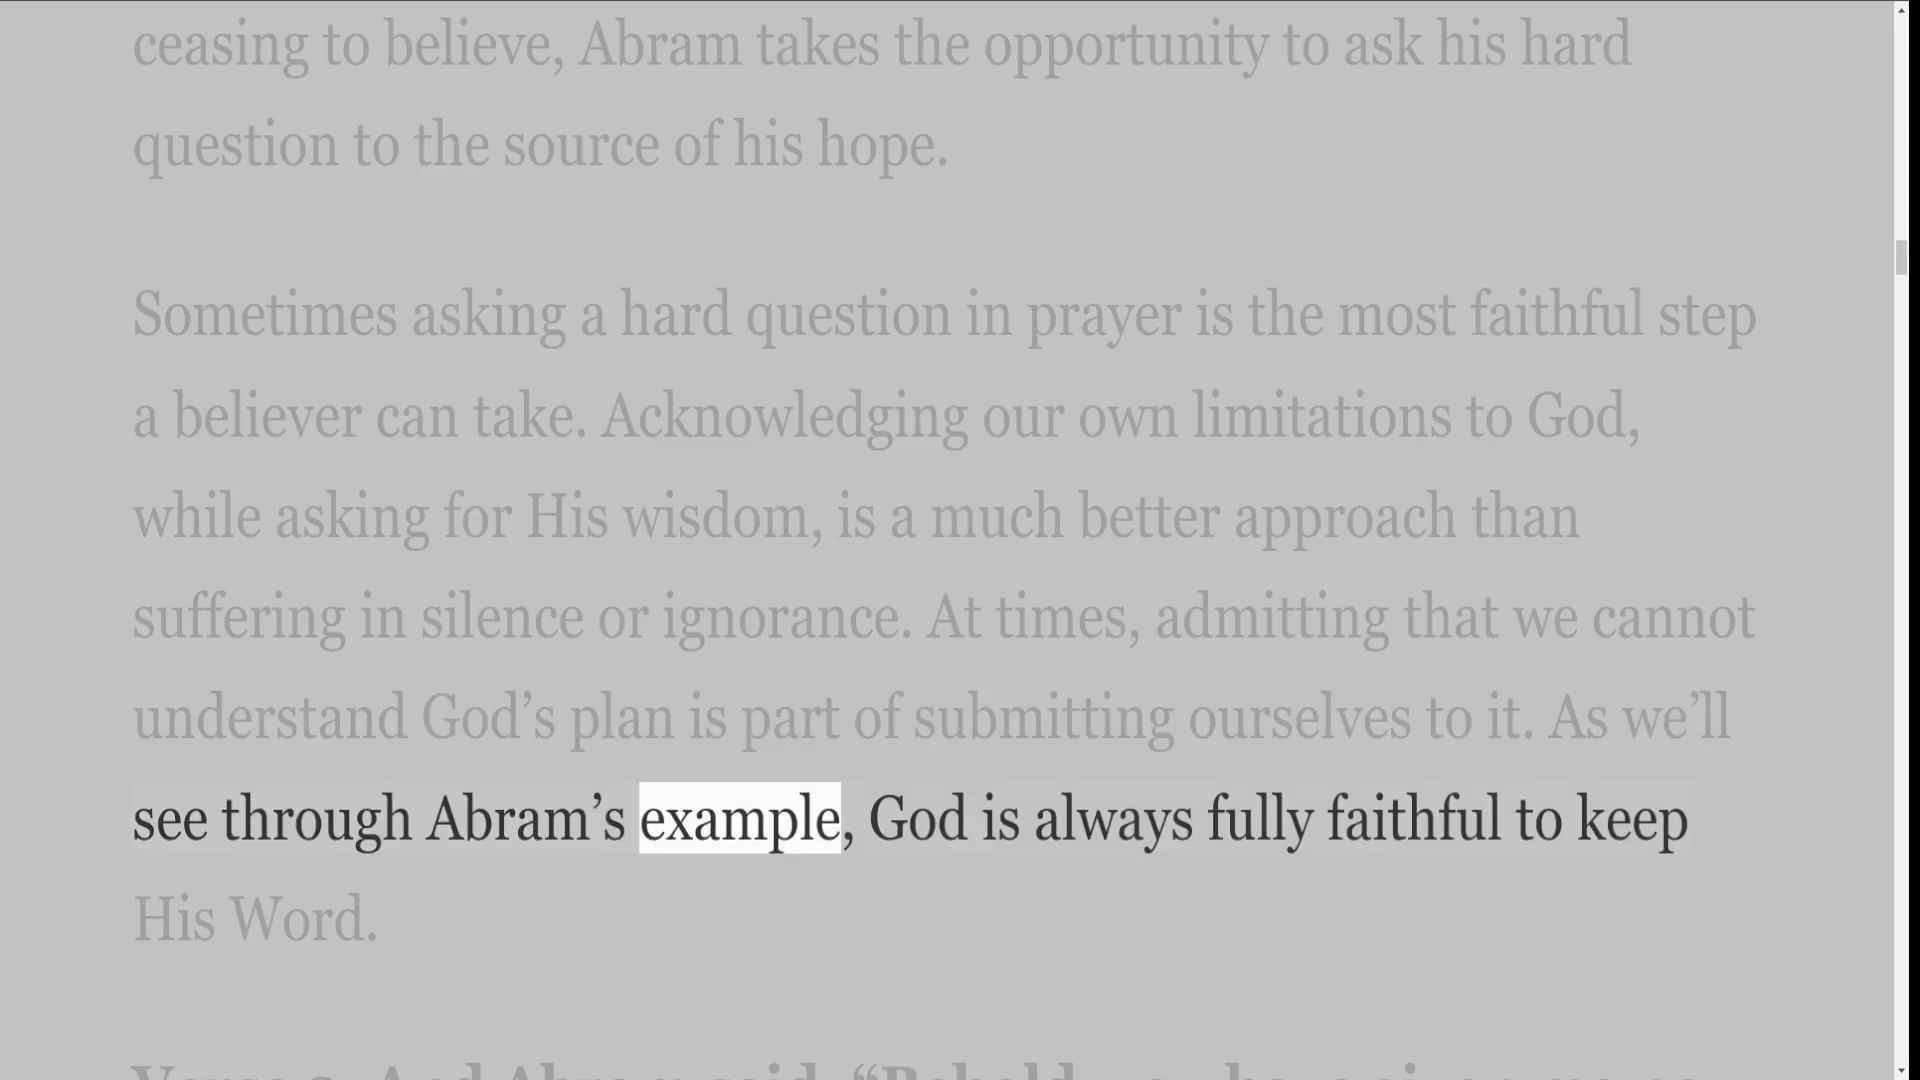 ceasing to believe, Abram takes the opportunity to ask his hard
question to the source of his hope.
Sometimes asking a hard question in prayer is the most faithful step
a believer can take. Acknowledging our own limitations to God,
while asking for His wisdom, is a much better approach than
suffering in silence or ignorance. At times, admitting that we cannot
understand God’s plan is part of submitting ourselves to it. As we’ll
see through Abram’s example, God is always fully faithful to keep
His Word.
And Abram said, “Behold,